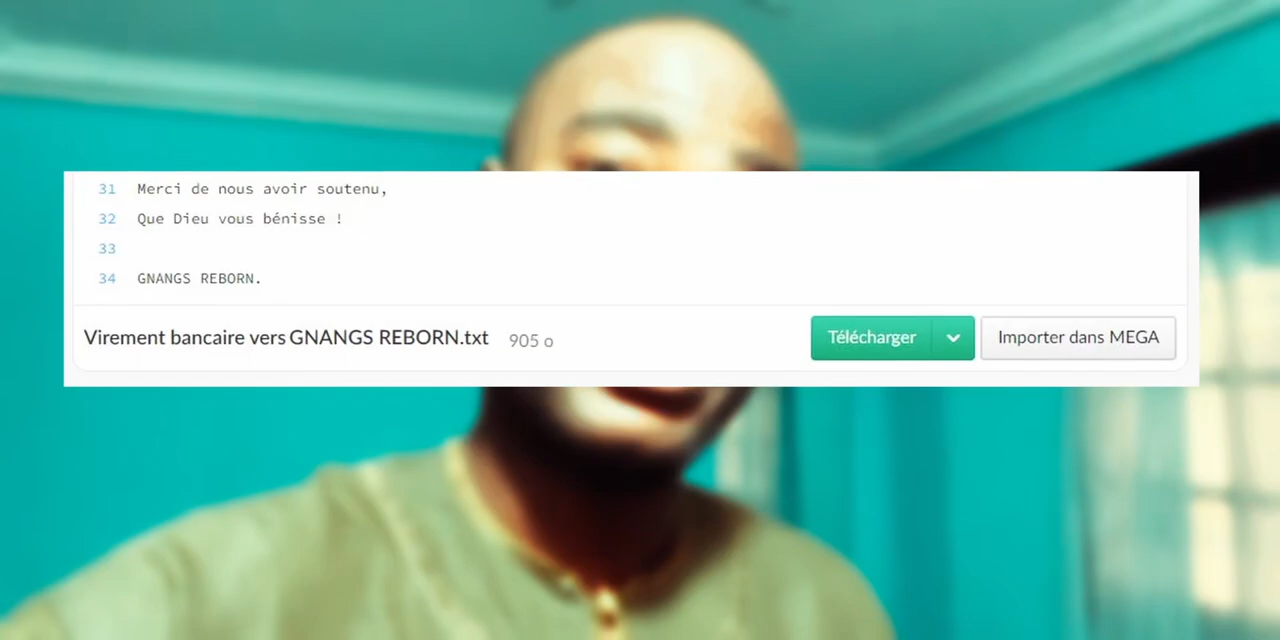 31 Merci de nous avoir soutenu,
32 Que Dieu vous bénisse !
33
34 GNANGS REBORN.
Virement bancaire vers GNANGS REBORN.txt 905 o Télécharger Importer dans MEGA